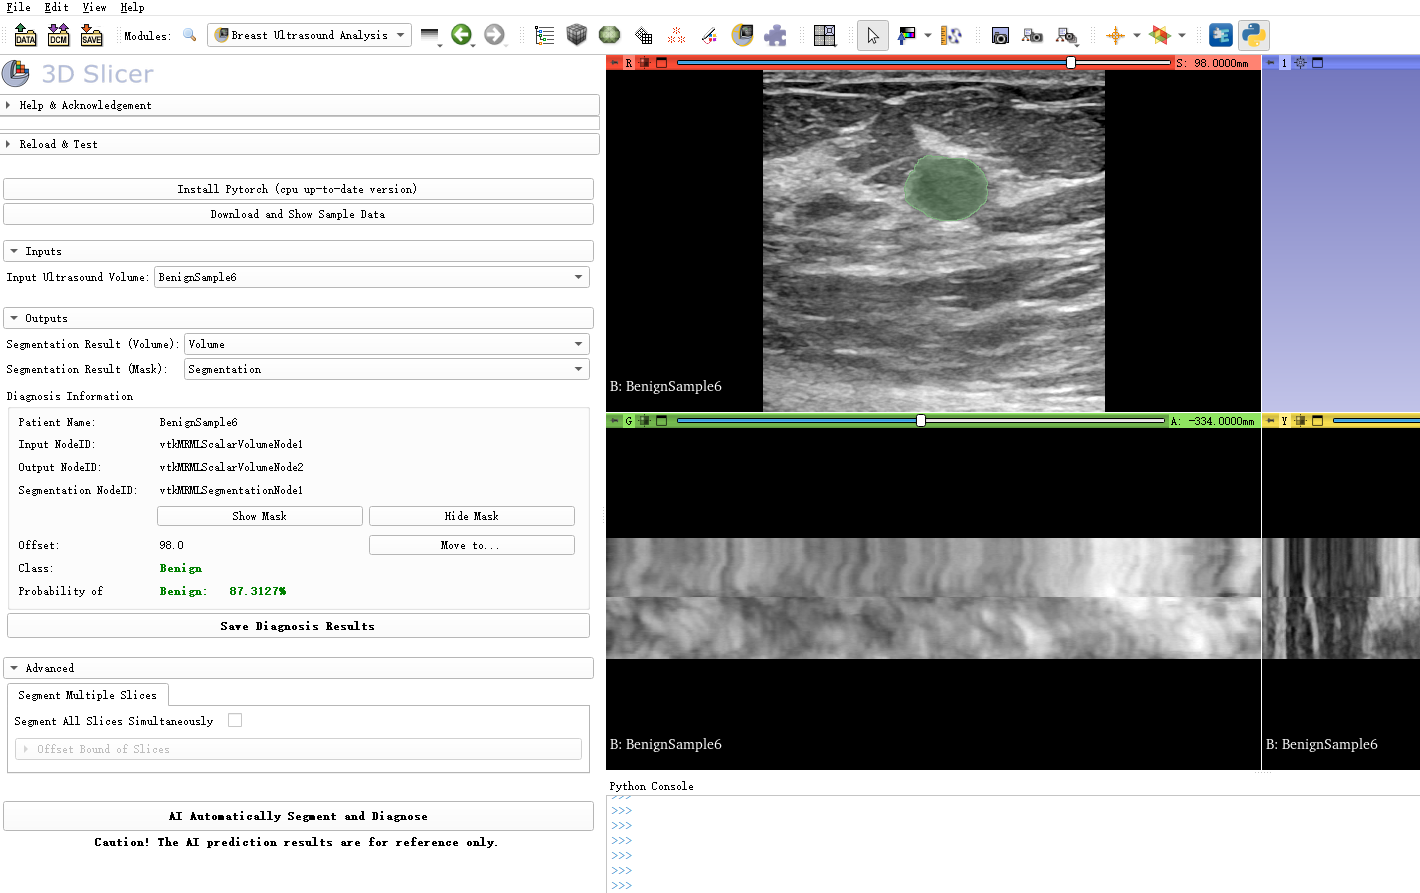 File Edit View Help
DATA DCM SAVE Modules: Breast Ultrasound Analysis
3D Slicer
Help & Acknowledgement
Reload & Test
Install Pytorch (cpu up-to-date version)
Download and Show Sample Data
Inputs
Input Ultrasound Volume: BenignSample6
Outputs
Segmentation Result (Volume): Volume
Segmentation Result (Mask): Segmentation
Diagnosis Information
Patient Name: BenignSample6
Input NodeID: vtkMRMLScalarVolumeNode1
Output NodeID: vtkMRMLScalarVolumeNode2
Segmentation NodeID: vtkMRMLSegmentationNode1
Show Mask Hide Mask
Offset: 98.0 Move to...
Class: Benign
Probability of Benign: 87.3127%
Save Diagnosis Results
Advanced
Segment Multiple Slices
Segment All Slices Simultaneously
Offset Bound of Slices
AI Automatically Segment and Diagnose
Caution! The AI prediction results are for reference only.
R S: 98.0000mm
B: BenignSample6
1
G A: -334.0000mm
B: BenignSample6
Y
B: BenignSample6
Python Console
>>>
>>>
>>>
>>>
>>>
>>>
>>>